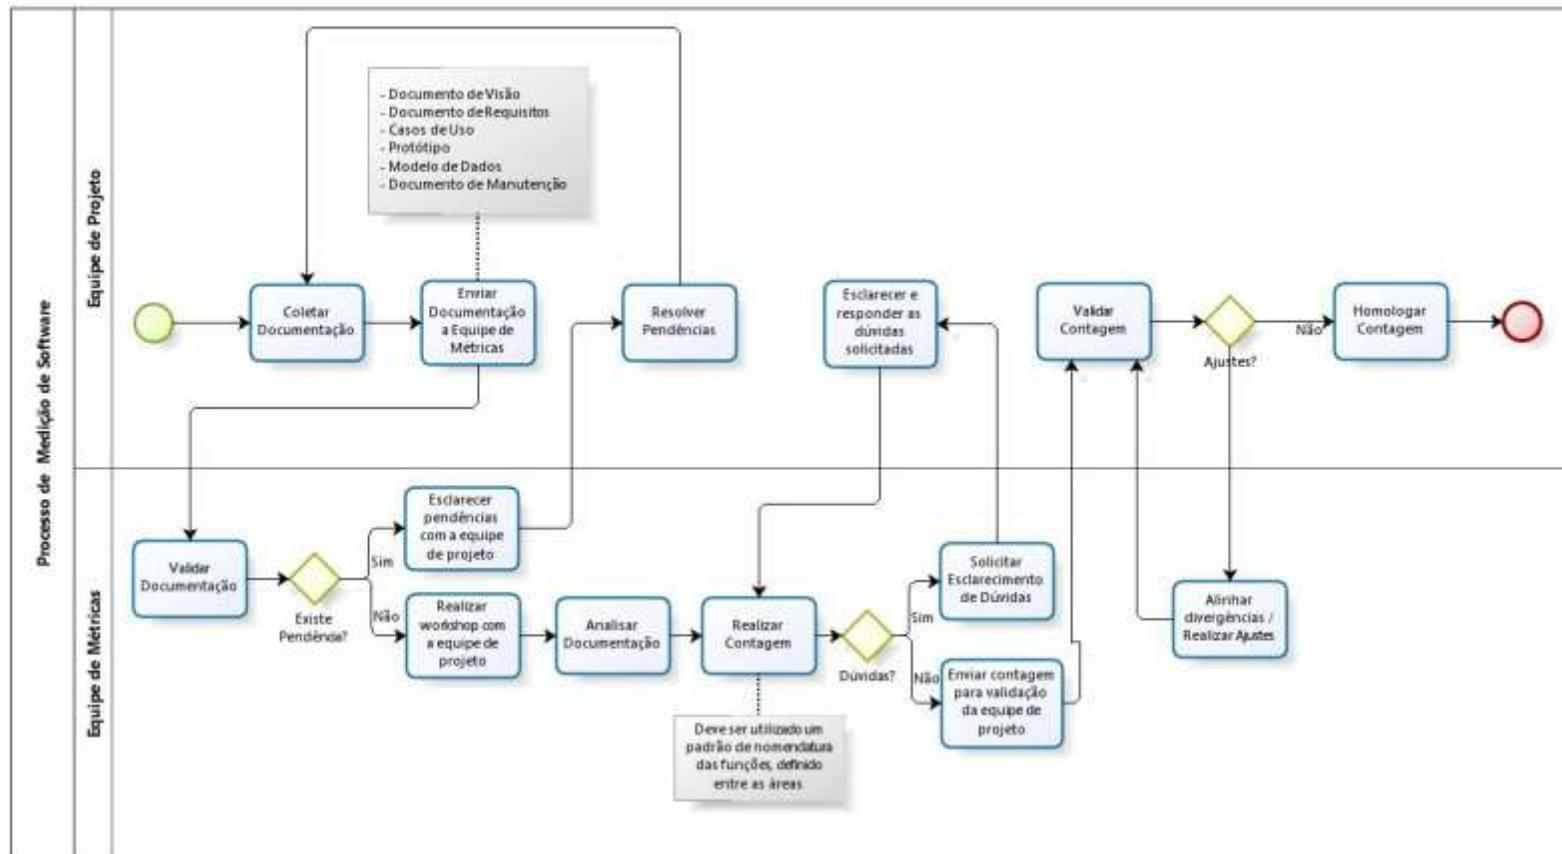 Processo de Medição de Software
Equipe de Projeto
- Documento de Visão
- Documento de Requisitos
- Casos de Uso
- Protótipo
- Modelo de Dados
- Documento de Manutenção
Coletar
Documentação
Enviar
Documentação
a Equipe de
Métricas
Resolver
Pendências
Esclarecer e
responder as
dúvidas
solicitadas
Validar
Contagem
Ajustes?
Não
Homologar
Contagem
Equipe de Métricas
Validar
Documentação
Existe
Pendência?
Sim
Esclarecer
pendências
com a equipe
de projeto
Não
Realizar
workshop com
a equipe de
projeto
Analisar
Documentação
Realizar
Contagem
Deve ser utilizado um
padrão de nomenclatura
das funções, definido
entre as áreas
Dúvidas?
Sim
Solicitar
Esclarecimento
de Dúvidas
Não
Enviar contagem
para validação
da equipe de
projeto
Alinhar
divergências /
Realizar Ajustes